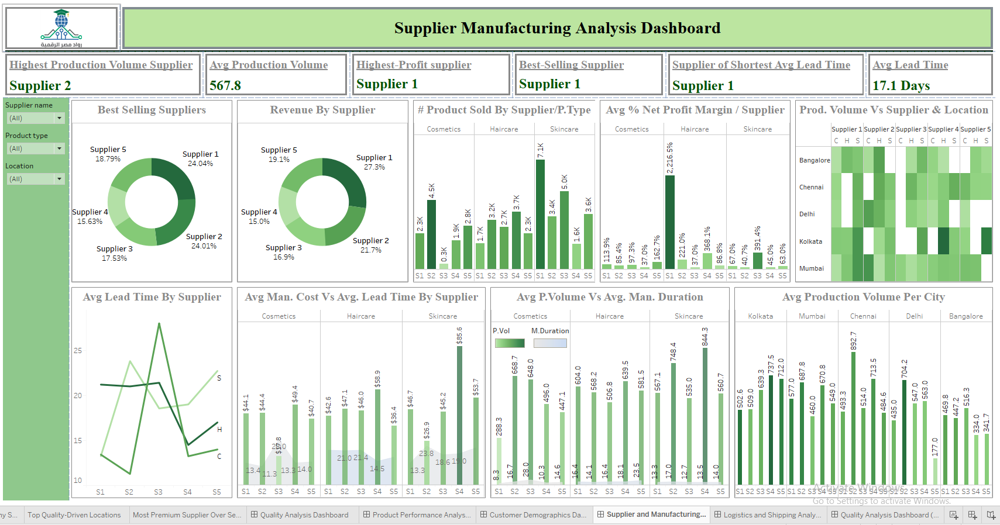 رواد مصر الرقمية
Supplier Manufacturing Analysis Dashboard
Highest Production Volume Supplier
Supplier 2
Avg Production Volume
567.8
Highest-Profit supplier
Supplier 1
Best-Selling Supplier
Supplier 1
Supplier of Shortest Avg Lead Time
Supplier 1
Avg Lead Time
17.1 Days
Supplier name
(All)
Product type
(All)
Location
(All)
Best Selling Suppliers
Supplier 5
18.79%
Supplier 1
24.04%
Supplier 4
15.63%
Supplier 3
17.53%
Supplier 2
24.01%
Revenue By Supplier
Supplier 5
19.1%
Supplier 1
27.3%
Supplier 4
15.0%
Supplier 3
16.9%
Supplier 2
21.7%
# Product Sold By Supplier/P.Type
Cosmetics Haircare Skincare
2.3K 4.5K 0.3K 1.9K 2.8K 1.7K 3.2K 2.7K 3.7K 2.3K 7.1K 3.4K 5.0K 1.6K 3.6K
S1 S2 S3 S4 S5 S1 S2 S3 S4 S5 S1 S2 S3 S4 S5
Avg % Net Profit Margin / Supplier
Cosmetics Haircare Skincare
113.9% 85.4% 97.3% 37.0% 162.7% 2,216.5% 221.0% 37.0% 368.1% 86.8% 67.0% 40.7% 391.4% 45.0% 63.0%
S1 S2 S3 S4 S5 S1 S2 S3 S4 S5 S1 S2 S3 S4 S5
Prod. Volume Vs Supplier & Location
Supplier 1 Supplier 2 Supplier 3 Supplier 4 Supplier 5
C H S C H S C H S C H S C H S
Bangalore
Chennai
Delhi
Kolkata
Mumbai
Avg Lead Time By Supplier
25
20
15
10
S
H
C
S1 S2 S3 S4 S5
Avg Man. Cost Vs Avg. Lead Time By Supplier
Cosmetics Haircare Skincare
$44.1 $44.4 $17.8 $49.4 $40.7 $42.6 $47.1 $46.0 $58.9 $36.4 $46.7 $26.9 $45.2 $85.6 $53.7
13.4 11.3 28.0 13.3 14.0 21.0 21.4 14.5 13.3 23.8 18.6 19.0
S1 S2 S3 S4 S5 S1 S2 S3 S4 S5 S1 S2 S3 S4 S5
Avg P.Volume Vs Avg. Man. Duration
Cosmetics Haircare Skincare
P.Vol M.Duration
288.3 668.7 648.0 496.0 447.1 604.0 568.2 506.8 639.5 581.5 567.1 748.4 535.0 844.3 560.7
8.3 16.7 28.0 10.3 14.6 16.4 14.1 16.4 18.1 23.5 13.3 17.0 12.7 13.5 14.0
S1 S2 S3 S4 S5 S1 S2 S3 S4 S5 S1 S2 S3 S4 S5
Avg Production Volume Per City
Kolkata Mumbai Chennai Delhi Bangalore
502.6 509.0 639.3 737.5 712.0 577.0 687.8 460.0 670.8 549.0 493.3 892.7 514.0 713.5 484.6 435.0 704.2 547.0 563.0 177.0 469.8 447.2 516.3 334.0 341.7
S1 S2 S3 S4 S5 S1 S2 S3 S4 S5 S1 S2 S3 S4 S5 S1 S2 S3 S4 S5 S1 S2 S3 S4 S5
Activate Windows
Go to Settings to activate Windows.
ny S... Top Quality-Driven Locations Most Premium Supplier Over Se... Quality Analysis Dashboard Product Performance Analys... Customer Demographics Da... Supplier and Manufacturing... Logistics and Shipping Analy... Quality Analysis Dashboard (...